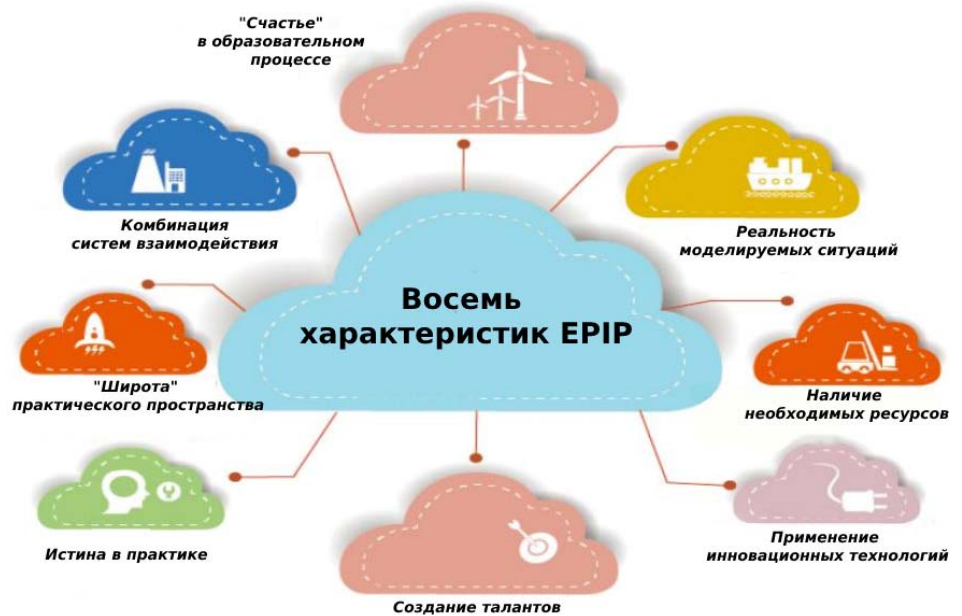 "Счастье"
в образовательном
процессе
Комбинация
систем взаимодействия
Реальность
моделируемых ситуаций
Восемь
характеристик EPIP
"Широта"
практического пространства
Наличие
необходимых ресурсов
Истина в практике
Применение
инновационных технологий
Создание талантов